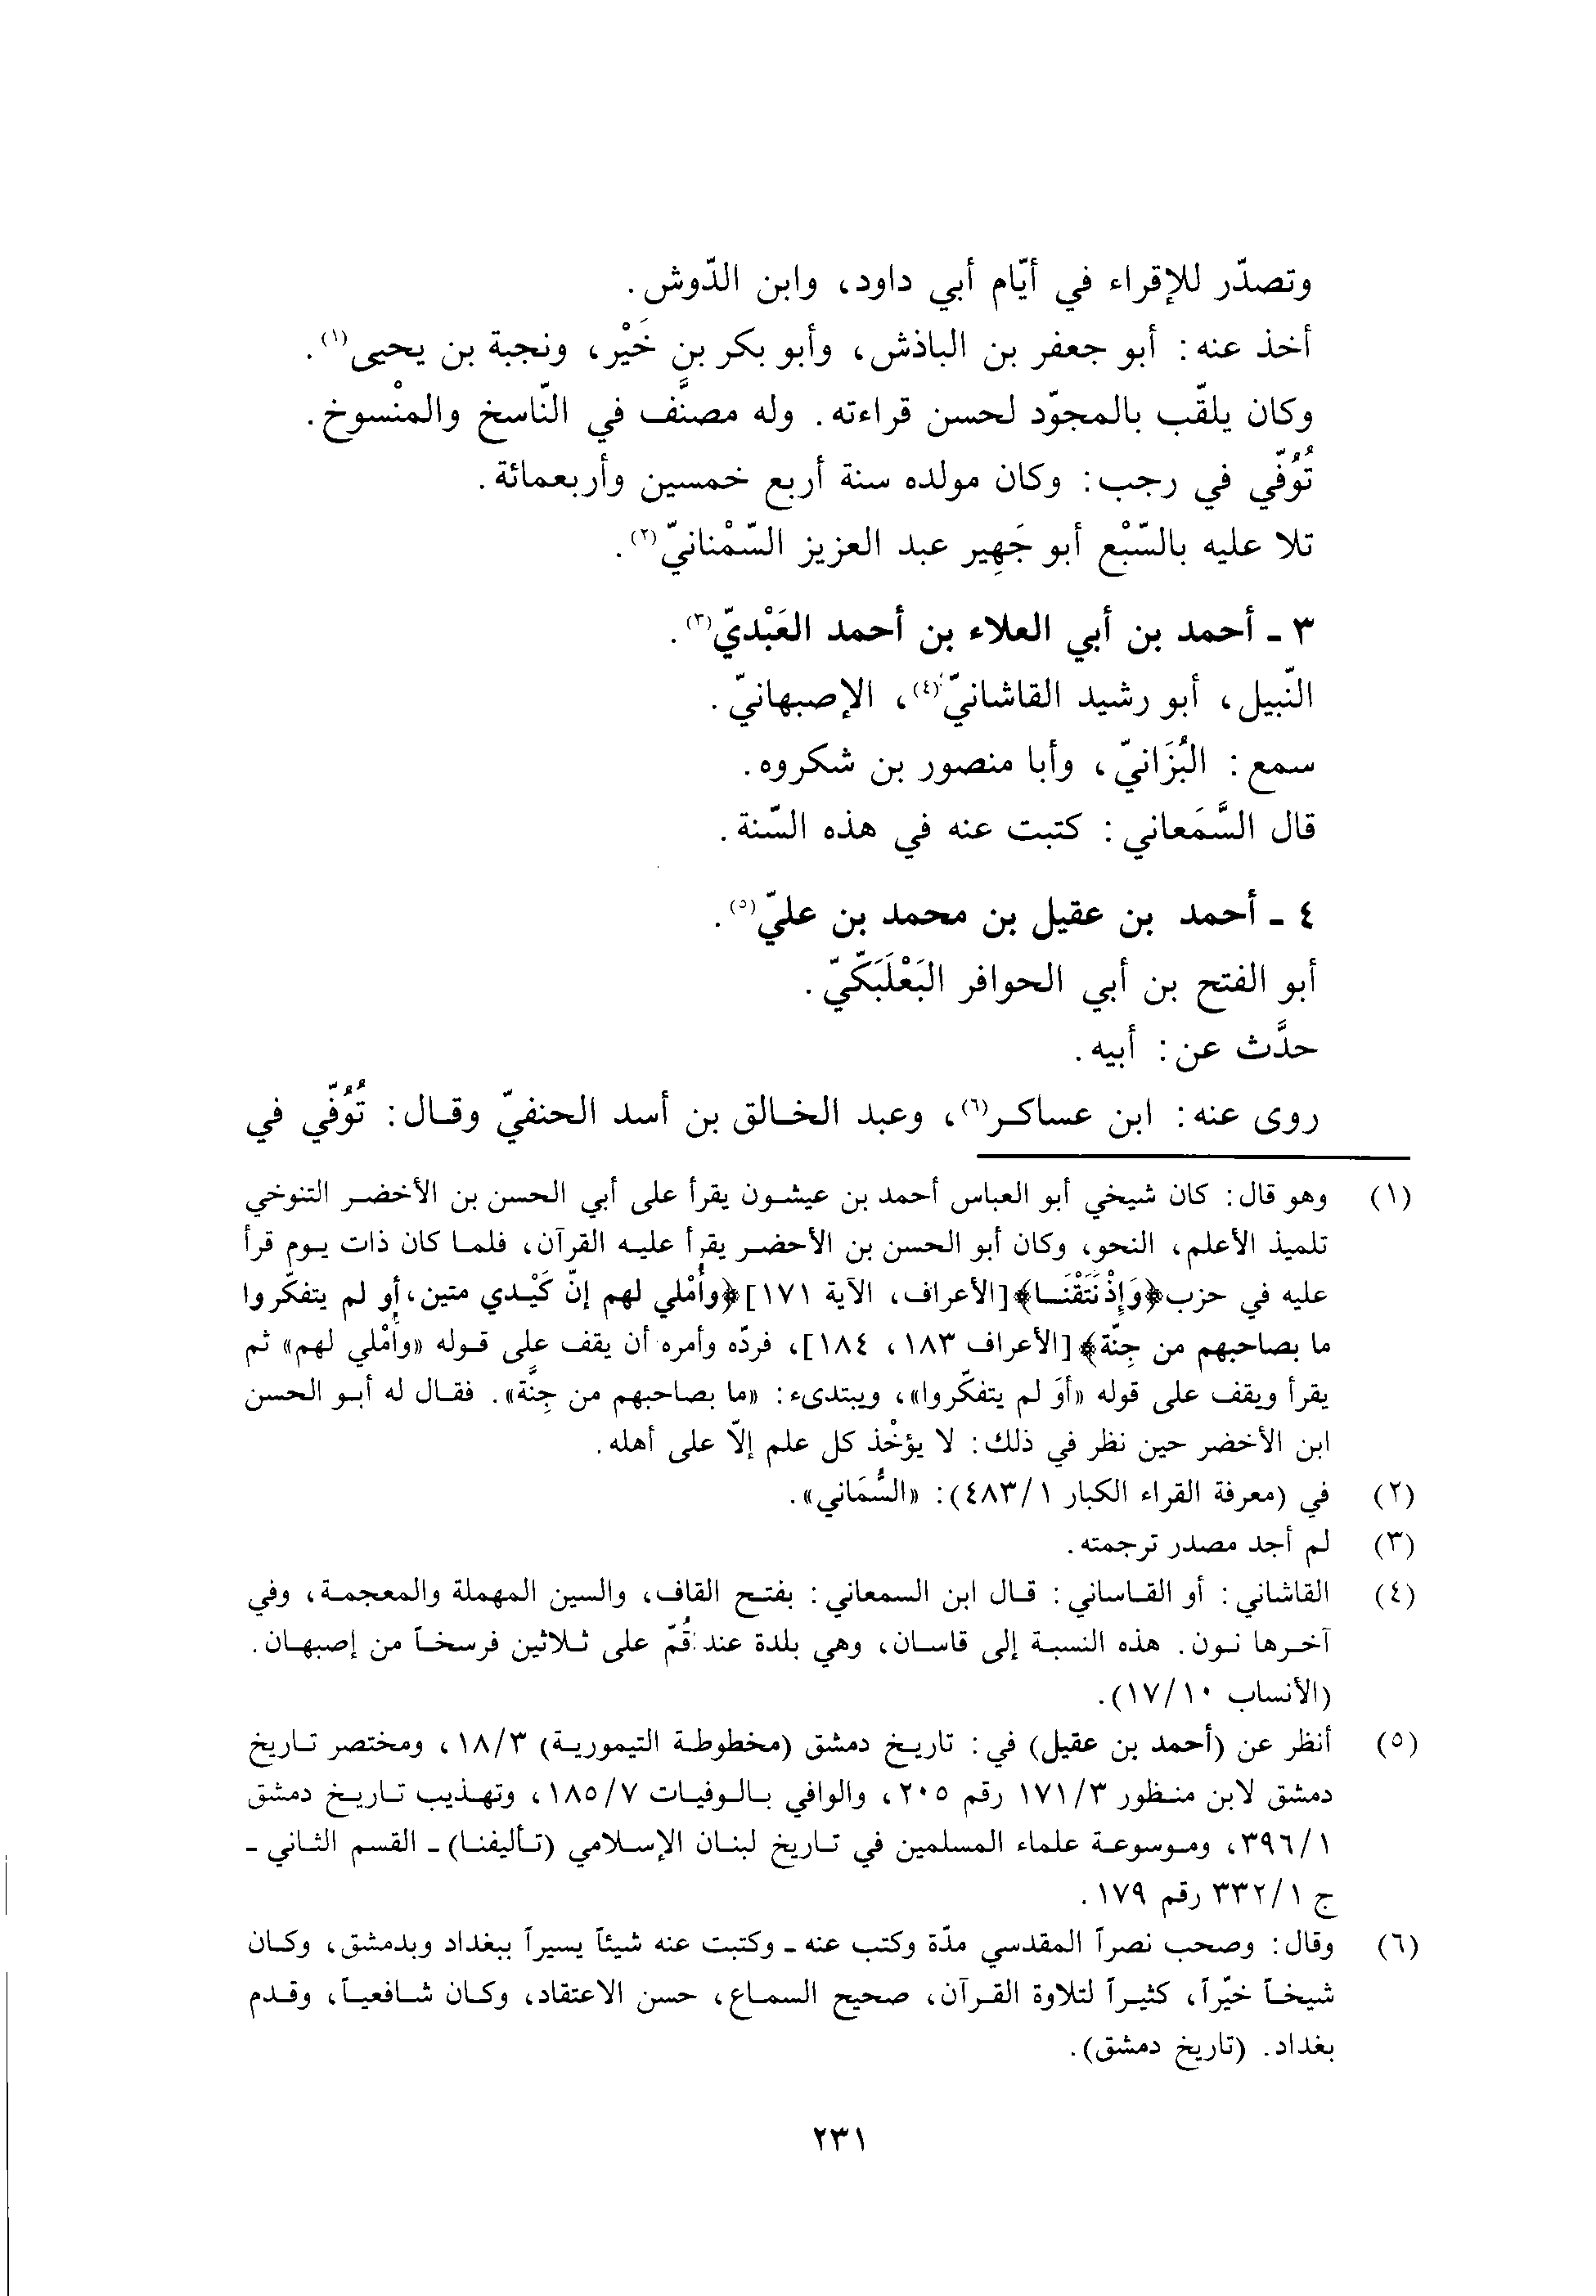 وتصدّر للإقراء في أيّام أبي داود، وابن الدّوش.
أخذ عنه: أبو جعفر بن الباذش، وأبو بكر بن خَيْر، ونجبة بن يحيى(١).
وكان يلقّب بالمجوّد لحسن قراءته. وله مصنَّف في النّاسخ والمنْسوخ.
تُوُفّي في رجب: وكان مولده سنة أربع خمسين وأربعمائة.
تلا عليه بالسّبْع أبو جَهِير عبد العزيز السّمْنانيّ(٢).
٣ ـ أحمد بن أبي العلاء بن أحمد العَبْديّ(٣).
النّبيل، أبو رشيد القاشانيّ(٤)، الإصبهانيّ.
سمع: البُزَانيّ، وأبا منصور بن شكرويه.
قال السَّمَعاني: كتبت عنه في هذه السّنة.
٤ ـ أحمد بن عقيل بن محمد بن عليّ(٥).
أبو الفتح بن أبي الحوافر البَعْلَبَكّيّ.
حدَّث عن: أبيه.
روى عنه: ابن عساكر(٦)، وعبد الخالق بن أسد الحنفيّ وقال: تُوُفّي في
(١) وهو قال: كان شيخي أبو العباس أحمد بن عيشون يقرأ على أبي الحسن بن الأخضر التنوخي
تلميذ الأعلم، النحو، وكان أبو الحسن بن الأحضر يقرأ عليه القرآن، فلما كان ذات يوم قرأ
عليه في حزب﴿وَإِذْنَتَقْنَا﴾[الأعراف، الآية ١٧١]﴿وأُمْلي لهم إنّ كَيْدي متين، أو لم يتفكّروا
ما بصاحبهم من جِنّة﴾[الأعراف ١٨٣، ١٨٤]، فردّه وأمره أن يقف على قوله «وأُمْلي لهم» ثم
يقرأ ويقف على قوله «أوَ لم يتفكّروا»، ويبتدىء: «ما بصاحبهم من جِنَّة». فقال له أبو الحسن
ابن الأخضر حين نظر في ذلك: لا يؤخْذ كل علم إلاّ على أهله.
(٢) في (معرفة القراء الكبار ٤٨٣/١): «السُّمَاني».
(٣) لم أجد مصدر ترجمته.
(٤) القاشاني: أو القاساني: قال ابن السمعاني: بفتح القاف، والسين المهملة والمعجمة، وفي
آخرها نون. هذه النسبة إلى قاسان، وهي بلدة عند قُمّ على ثلاثين فرسخاً من إصبهان.
(الأنساب ١٧/١٠).
(٥) أنظر عن (أحمد بن عقيل) في: تاريخ دمشق (مخطوطة التيمورية) ١٨/٣، ومختصر تاريخ
دمشق لابن منظور ١٧١/٣ رقم ٢٠٥، والوافي بالوفيات ١٨٥/٧، وتهذيب تاريخ دمشق
٣٩٦/١، وموسوعة علماء المسلمين في تاريخ لبنان الإسلامي (تأليفنا) ـ القسم الثاني ـ
ج ٣٣٢/١ رقم ١٧٩.
(٦) وقال: وصحب نصراً المقدسي مدّة وكتب عنه ـ وكتبت عنه شيئاً يسيراً ببغداد وبدمشق، وكان
شيخاً خيّراً، كثيراً لتلاوة القرآن، صحيح السماع، حسن الاعتقاد، وكان شافعياً، وقدم
بغداد. (تاريخ دمشق).
٢٣١